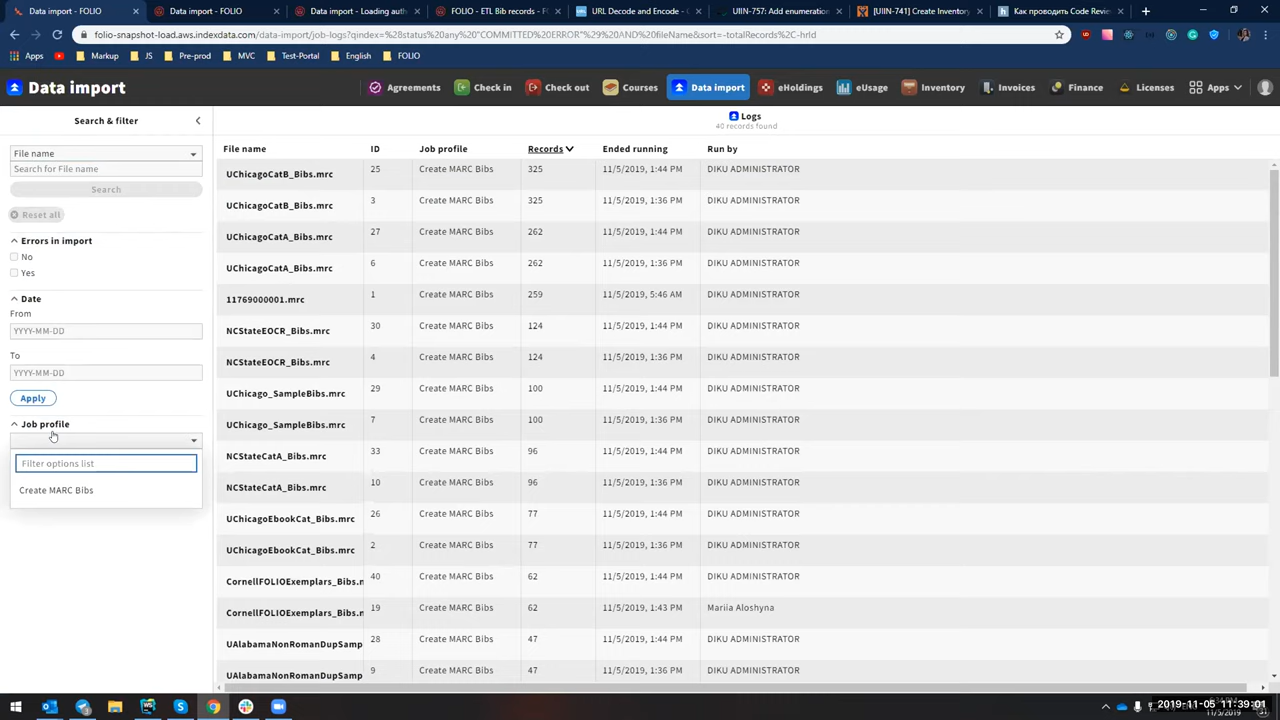 Data import - FOLIO
Data import - FOLIO
Data import - Loading auth
FOLIO - ETL Bib records - F
URL Decode and Encode -
UIIN-757: Add enumeration
[UIIN-741] Create Inventory
Как проводить Code Revie
folio-snapshot-load.aws.indexdata.com/data-import/job-logs?qindex=%28status%20any%20"COMMITTED%20ERROR"%29%20AND%20fileName&sort=-totalRecords%2C-hrId
Apps
Markup
JS
Test-Portal
Pre-prod
MVC
English
FOLIO
Data import
Agreements
Check in
Check out
Courses
Data import
eHoldings
eUsage
Inventory
Invoices
Finance
Licenses
Apps
Search & filter
Logs
40 records found
File name
Search for File name
Search
Reset all
Errors in import
No
Yes
Date
From
YYYY-MM-DD
To
YYYY-MM-DD
Apply
Job profile
Filter options list
Create MARC Bibs
File name ID Job profile Records Ended running Run by
UChicagoCatB_Bibs.mrc 25 Create MARC Bibs 325 11/5/2019, 1:44 PM DIKU ADMINISTRATOR
UChicagoCatB_Bibs.mrc 3 Create MARC Bibs 325 11/5/2019, 1:36 PM DIKU ADMINISTRATOR
UChicagoCatA_Bibs.mrc 27 Create MARC Bibs 262 11/5/2019, 1:44 PM DIKU ADMINISTRATOR
UChicagoCatA_Bibs.mrc 6 Create MARC Bibs 262 11/5/2019, 1:36 PM DIKU ADMINISTRATOR
11769000001.mrc 1 Create MARC Bibs 259 11/5/2019, 5:46 AM DIKU ADMINISTRATOR
NCStateEOCR_Bibs.mrc 30 Create MARC Bibs 124 11/5/2019, 1:44 PM DIKU ADMINISTRATOR
NCStateEOCR_Bibs.mrc 4 Create MARC Bibs 124 11/5/2019, 1:36 PM DIKU ADMINISTRATOR
UChicago_SampleBibs.mrc 29 Create MARC Bibs 100 11/5/2019, 1:44 PM DIKU ADMINISTRATOR
UChicago_SampleBibs.mrc 7 Create MARC Bibs 100 11/5/2019, 1:36 PM DIKU ADMINISTRATOR
NCStateCatA_Bibs.mrc 33 Create MARC Bibs 96 11/5/2019, 1:44 PM DIKU ADMINISTRATOR
NCStateCatA_Bibs.mrc 10 Create MARC Bibs 96 11/5/2019, 1:36 PM DIKU ADMINISTRATOR
UChicagoEbookCat_Bibs.mrc 26 Create MARC Bibs 77 11/5/2019, 1:44 PM DIKU ADMINISTRATOR
UChicagoEbookCat_Bibs.mrc 2 Create MARC Bibs 77 11/5/2019, 1:36 PM DIKU ADMINISTRATOR
CornellFOLIOExemplars_Bibs.m 40 Create MARC Bibs 62 11/5/2019, 1:44 PM DIKU ADMINISTRATOR
CornellFOLIOExemplars_Bibs.m 19 Create MARC Bibs 62 11/5/2019, 1:43 PM Mariia Aloshyna
UAlabamaNonRomanDupSamp 28 Create MARC Bibs 47 11/5/2019, 1:44 PM DIKU ADMINISTRATOR
UAlabamaNonRomanDupSamp 9 Create MARC Bibs 47 11/5/2019, 1:36 PM DIKU ADMINISTRATOR
2019-11-05 11:39:01
11/5/2019